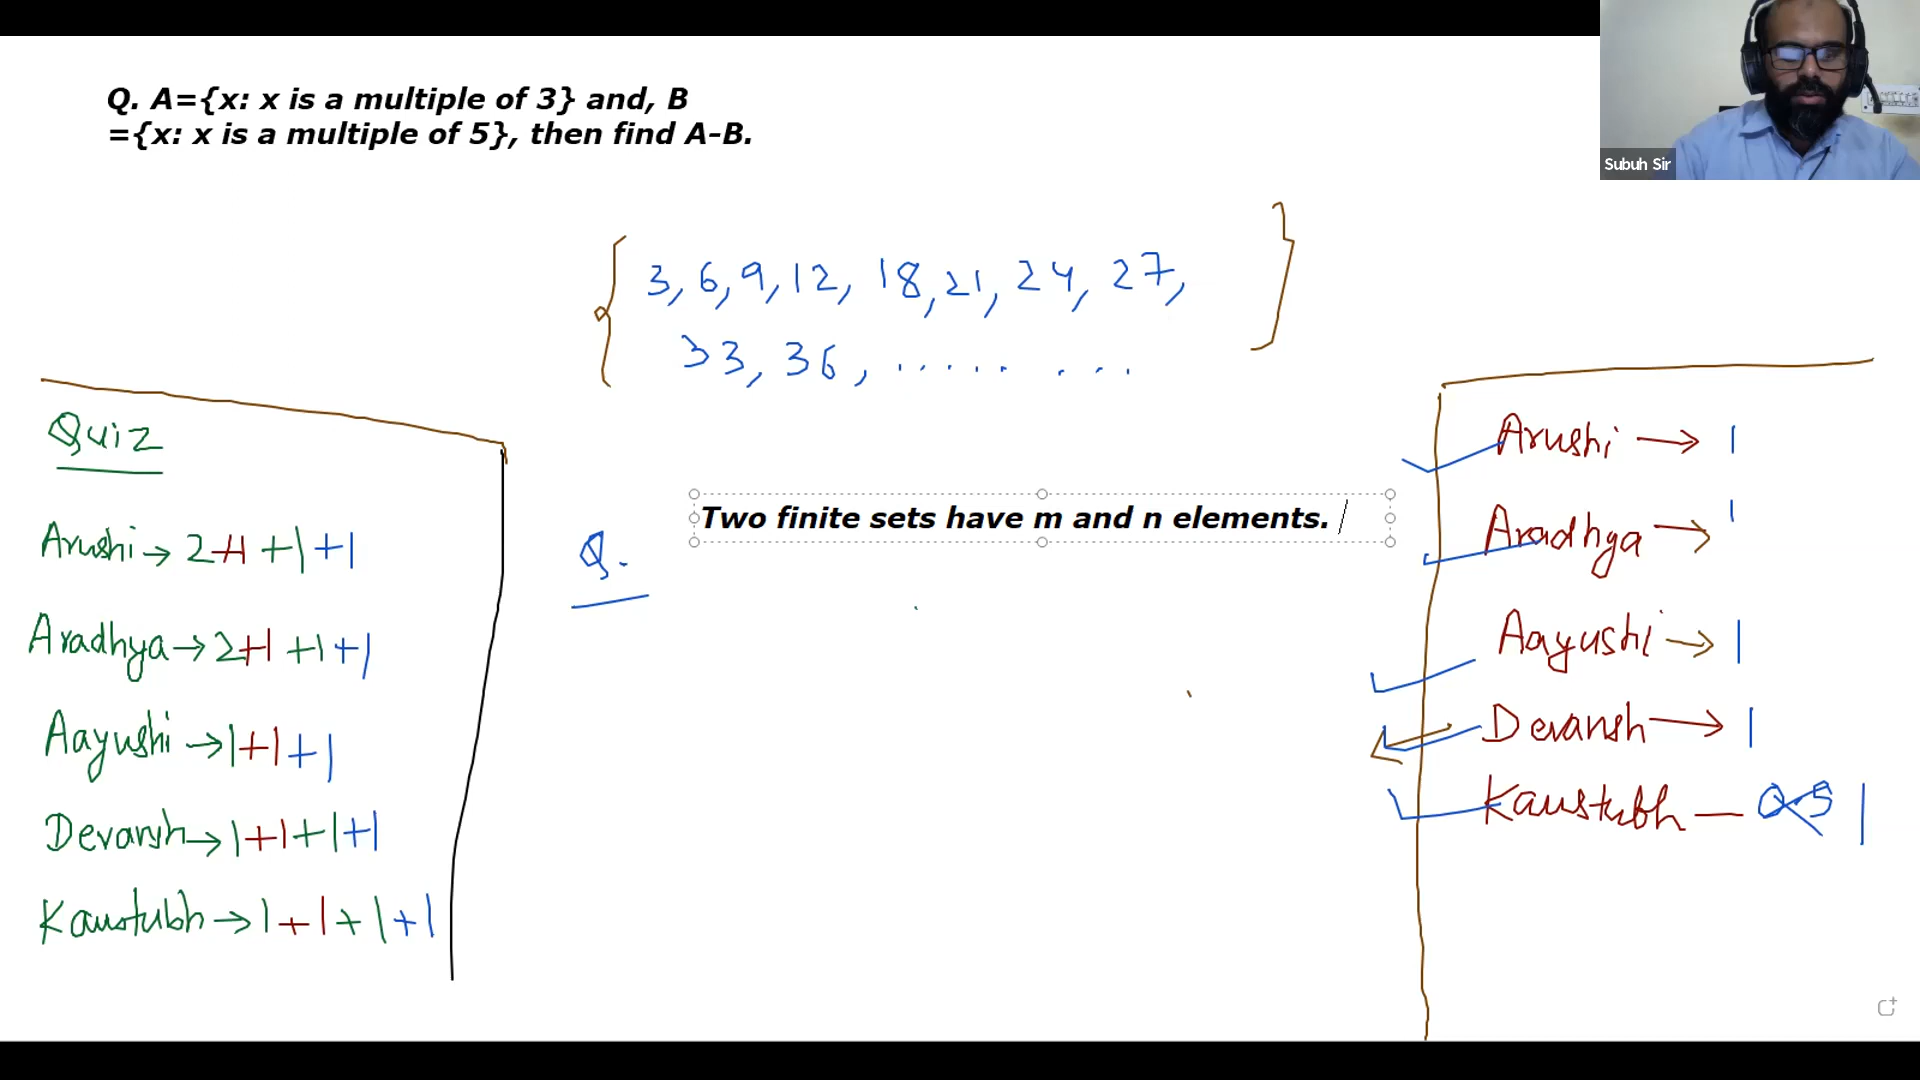 Q. A={x: x is a multiple of 3} and, B
={x: x is a multiple of 5}, then find A-B.
Subuh Sir
{ 3, 6, 9, 12, 18, 21, 24, 27, }
33, 36, ..... ...
Quiz
Arushi → 2+1 +1 +1
Aradhya → 2+1 +1 +1
Aayushi → 1+1 +1
Devansh → 1+1+1+1
Kaustubh → 1+1+1+1
Q.
Two finite sets have m and n elements.
Arushi → 1
Aradhya → 1
Aayushi → 1
Devansh → 1
Kaustubh — 0.5 1